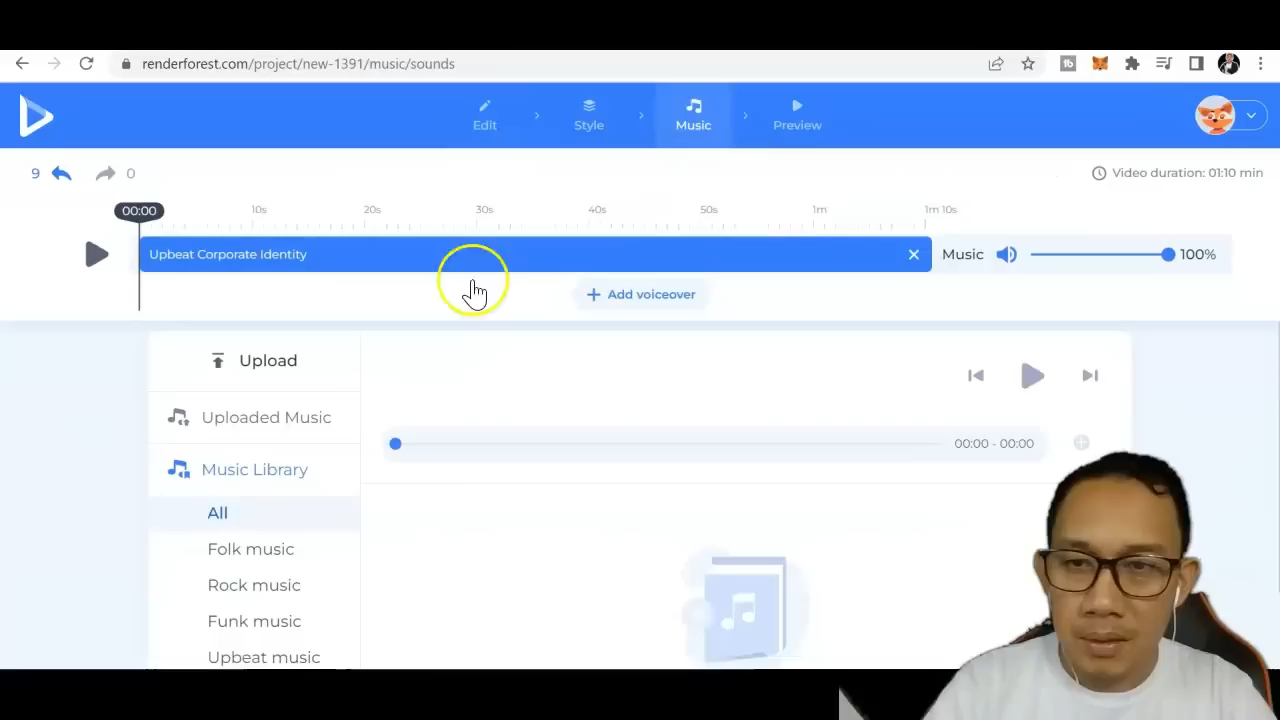 renderforest.com/project/new-1391/music/sounds
Edit
Style
Music
Preview
9
0
Video duration: 01:10 min
00:00
10s
20s
30s
40s
50s
1m
1m 10s
Upbeat Corporate Identity
Music
100%
+ Add voiceover
Upload
Uploaded Music
Music Library
00:00 - 00:00
All
Folk music
Rock music
Funk music
Upbeat music